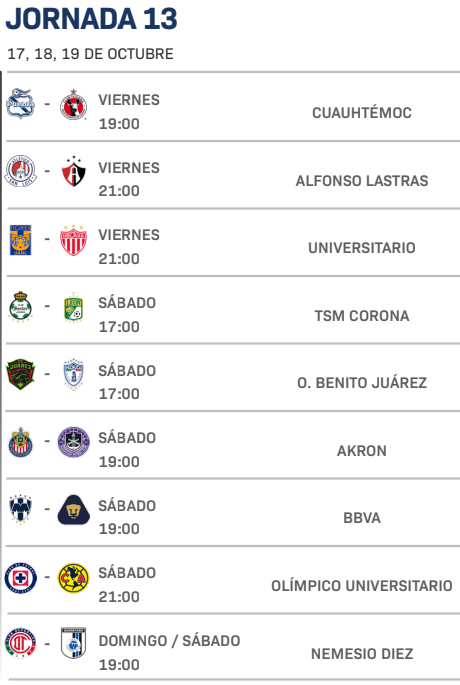 JORNADA 13
17, 18, 19 DE OCTUBRE
VIERNES
19:00
CUAUHTÉMOC
VIERNES
21:00
ALFONSO LASTRAS
VIERNES
21:00
UNIVERSITARIO
SÁBADO
17:00
TSM CORONA
SÁBADO
17:00
O. BENITO JUÁREZ
SÁBADO
19:00
AKRON
SÁBADO
19:00
BBVA
SÁBADO
21:00
OLÍMPICO UNIVERSITARIO
DOMINGO / SÁBADO
19:00
NEMESIO DIEZ